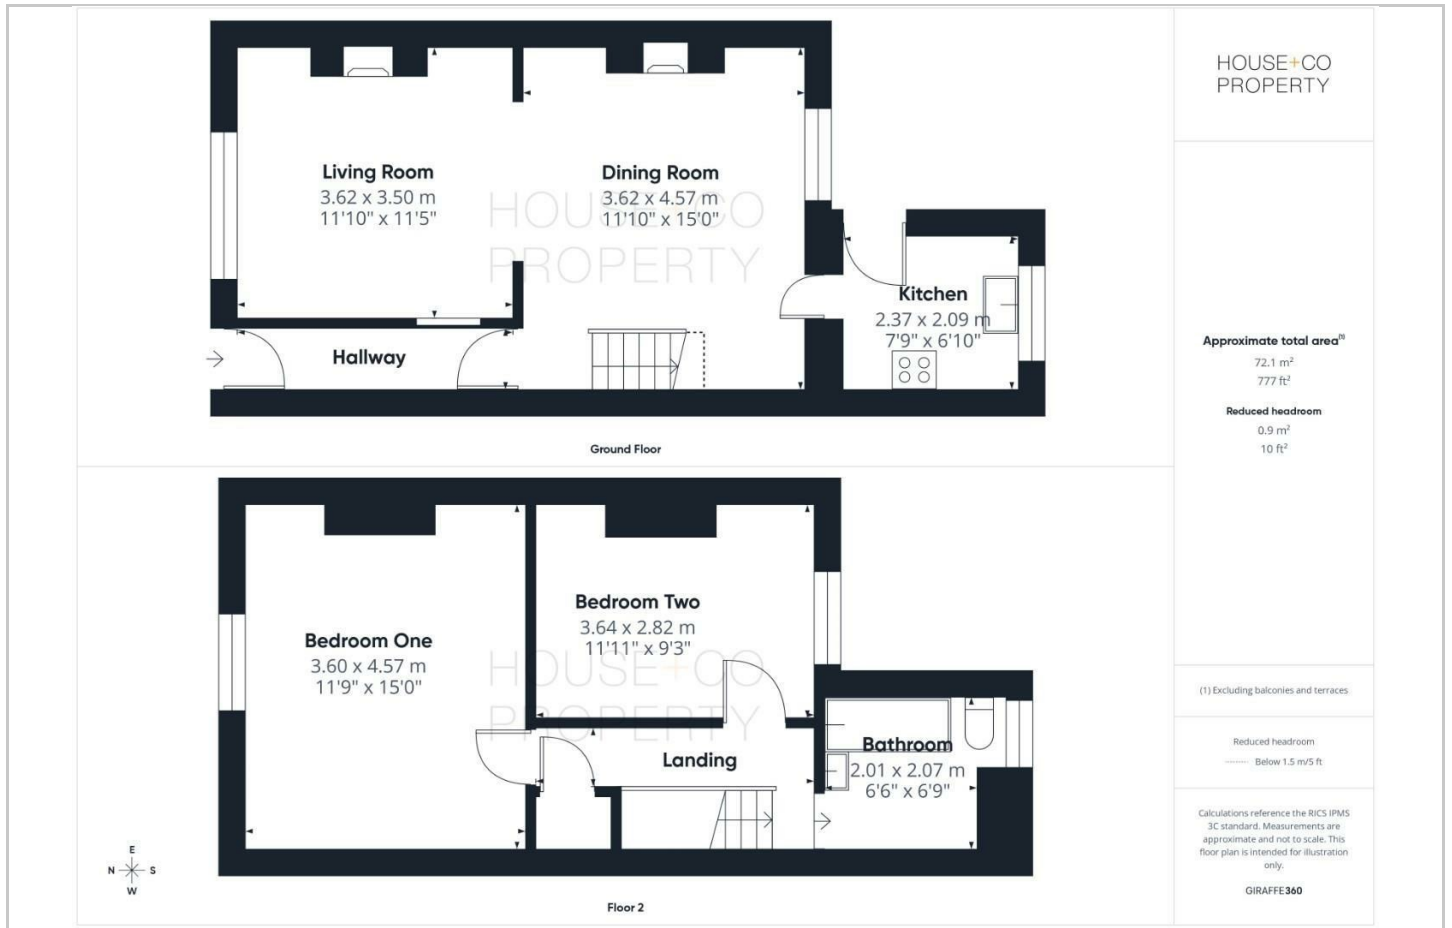 HOUSE+CO
PROPERTY
Living Room
3.62 x 3.50 m
11'10" x 11'5"
Dining Room
3.62 x 4.57 m
11'10" x 15'0"
HOUSE+CO
PROPERTY
Kitchen
2.37 x 2.09 m
7'9" x 6'10"
Hallway
Ground Floor
Approximate total area(1)
72.1 m²
777 ft²
Reduced headroom
0.9 m²
10 ft²
Bedroom One
3.60 x 4.57 m
11'9" x 15'0"
Bedroom Two
3.64 x 2.82 m
11'11" x 9'3"
HOUSE+CO
PROPERTY
Landing
Bathroom
2.01 x 2.07 m
6'6" x 6'9"
E
N S
W
Floor 2
(1) Excluding balconies and terraces
Reduced headroom
Below 1.5 m/5 ft
Calculations reference the RICS IPMS
3C standard. Measurements are
approximate and not to scale. This
floor plan is intended for illustration
only.
GIRAFFE360